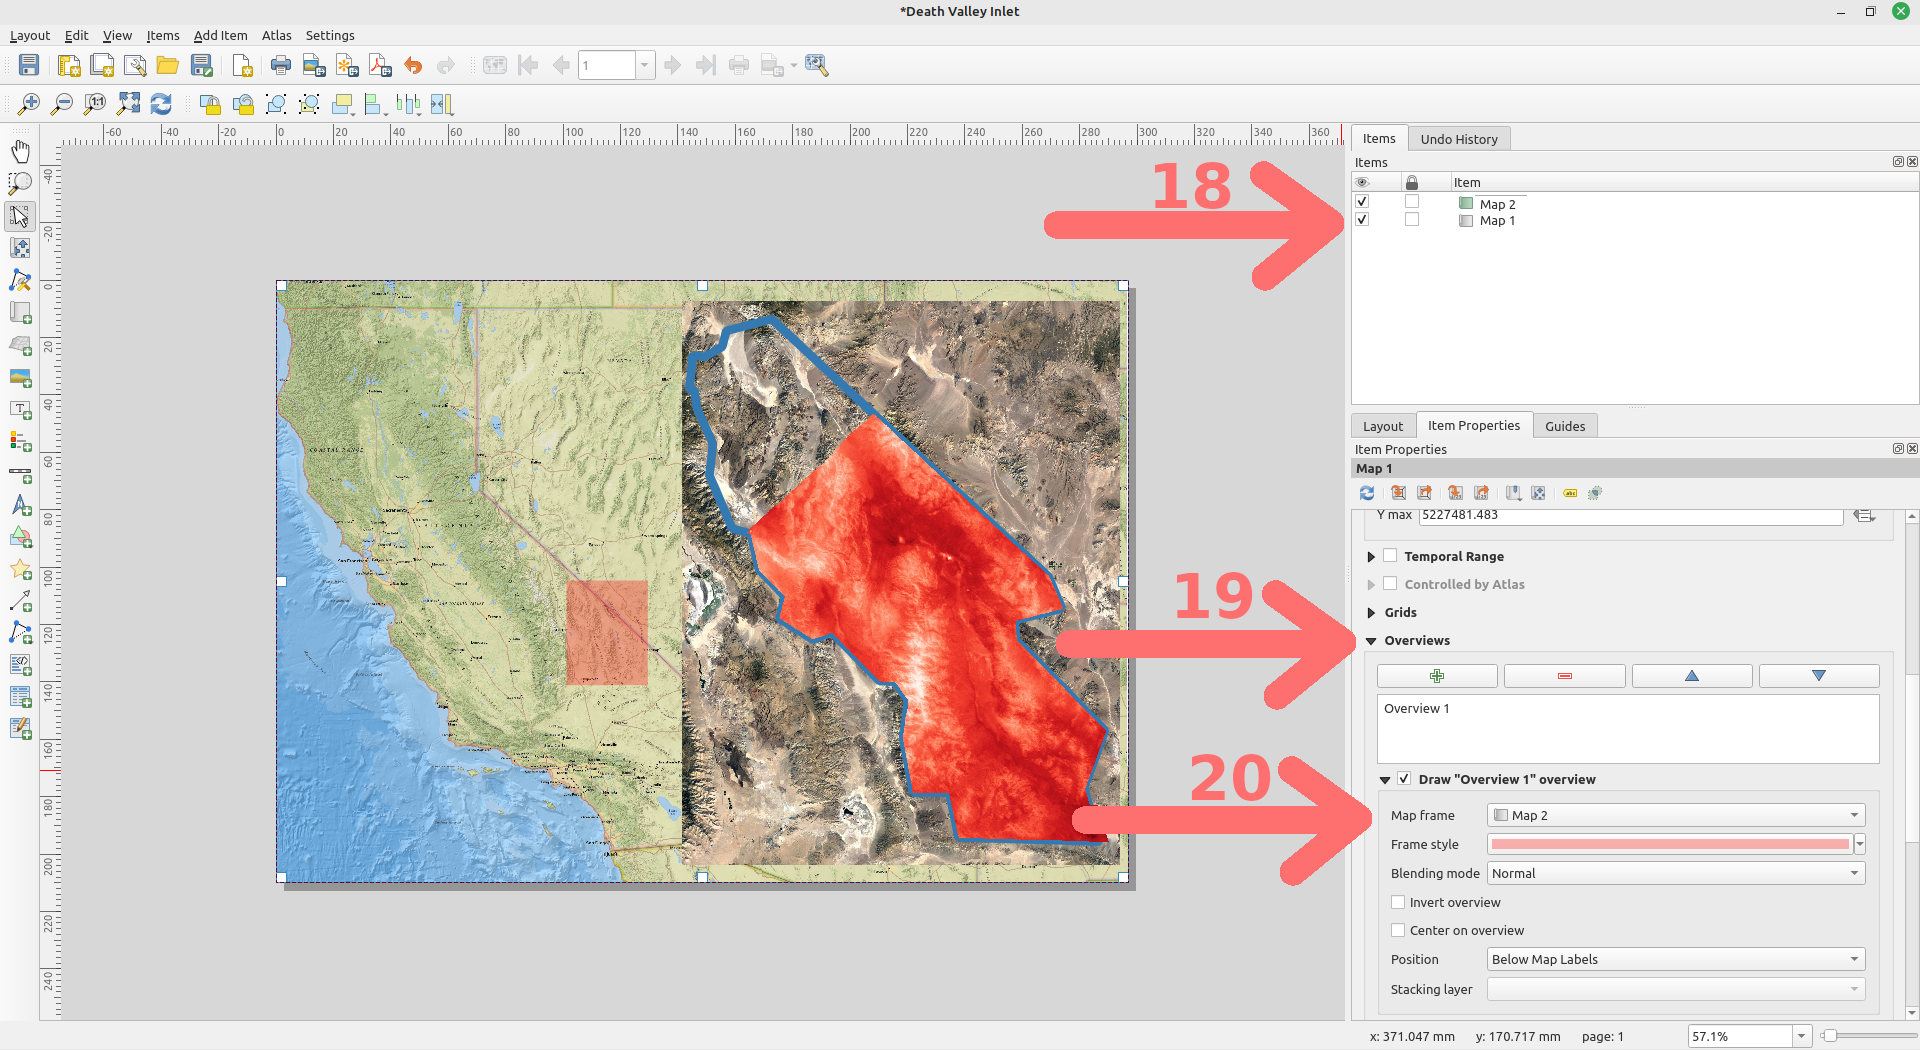 *Death Valley Inlet
Layout Edit View Items Add Item Atlas Settings
1
1:1
-60 -40 -20 0 20 40 60 80 100 120 140 160 180 200 220 240 260 280 300 320 340 360
-40
-20
0
20
40
60
80
100
120
140
160
180
200
220
240
18
19
20
Items Undo History
Items
Item
Map 2
Map 1
Layout Item Properties Guides
Item Properties
Map 1
Y max 5227481.483
Temporal Range
Controlled by Atlas
Grids
Overviews
Overview 1
Draw "Overview 1" overview
Map frame Map 2
Frame style
Blending mode Normal
Invert overview
Center on overview
Position Below Map Labels
Stacking layer
x: 371.047 mm y: 170.717 mm page: 1 57.1%